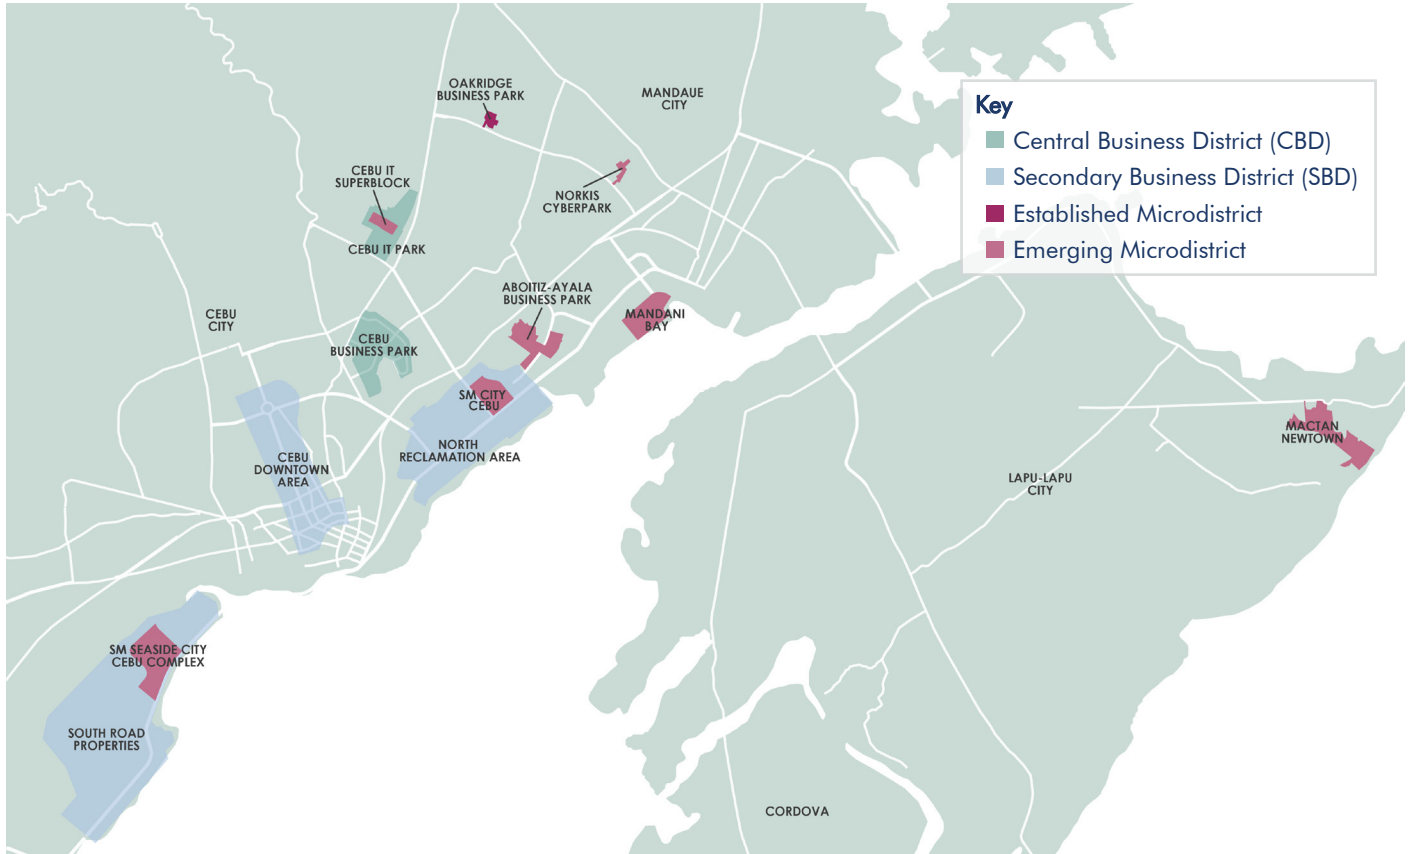 OAKRIDGE
BUSINESS PARK
MANDAUE
CITY
Key
Central Business District (CBD)
Secondary Business District (SBD)
Established Microdistrict
Emerging Microdistrict
CEBU IT
SUPERBLOCK
NORKIS
CYBERPARK
CEBU IT PARK
ABOITIZ-AYALA
BUSINESS PARK
CEBU
CITY
MANDANI
BAY
CEBU
BUSINESS PARK
SM CITY
CEBU
MACTAN
NEWTOWN
NORTH
RECLAMATION AREA
CEBU
DOWNTOWN
AREA
LAPU-LAPU
CITY
SM SEASIDE CITY
CEBU COMPLEX
SOUTH ROAD
PROPERTIES
CORDOVA